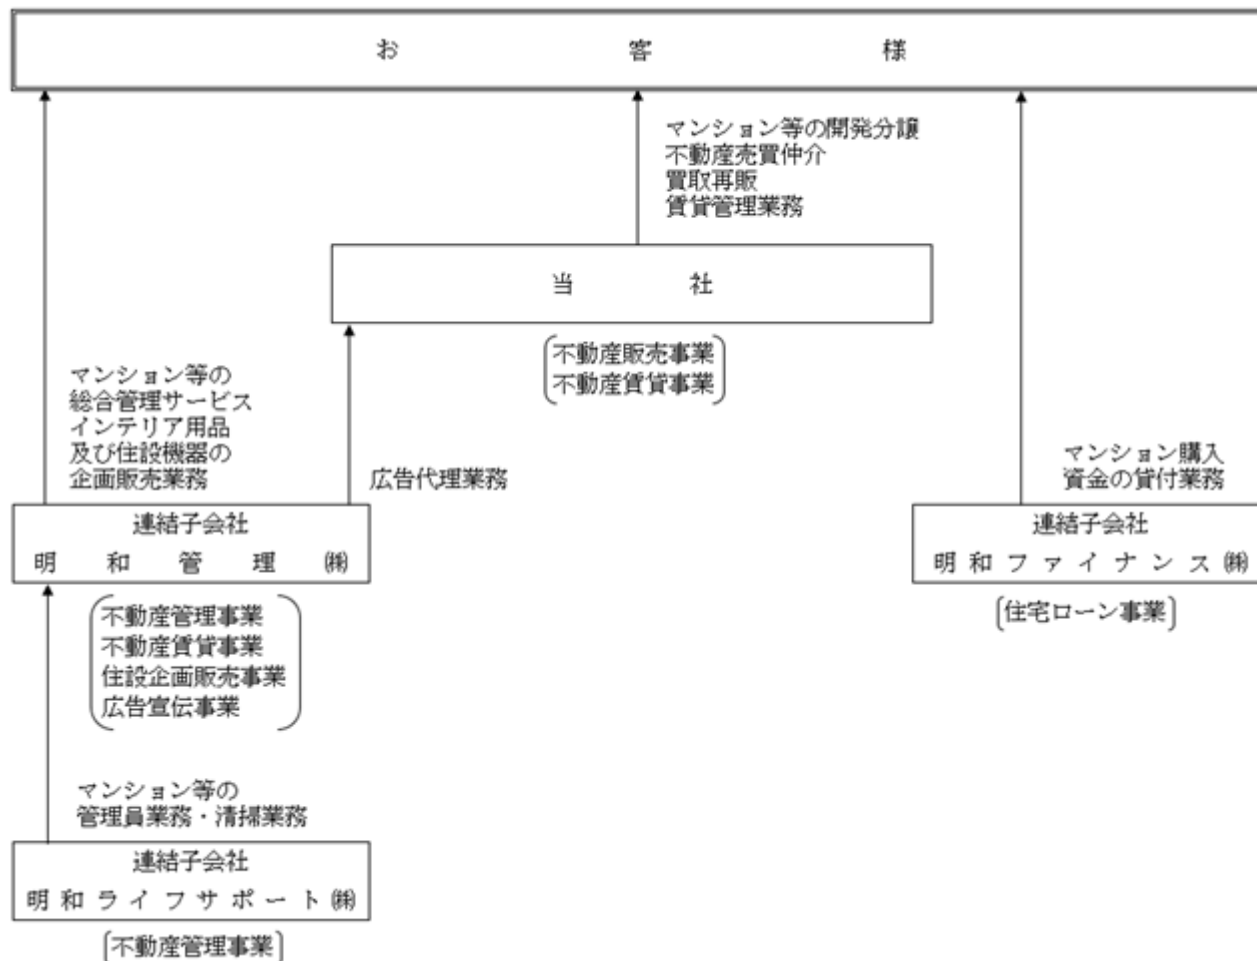 お客様
マンション等の開発分譲
不動産売買仲介
買取再販
賃貸管理業務
当社
不動産販売事業
不動産賃貸事業
マンション等の
総合管理サービス
インテリア用品
及び住設機器の
企画販売業務
広告代理業務
マンション購入
資金の貸付業務
連結子会社
明和管理㈱
連結子会社
明和ファイナンス㈱
不動産管理事業
不動産賃貸事業
住設企画販売事業
広告宣伝事業
住宅ローン事業
マンション等の
管理員業務・清掃業務
連結子会社
明和ライフサポート㈱
不動産管理事業